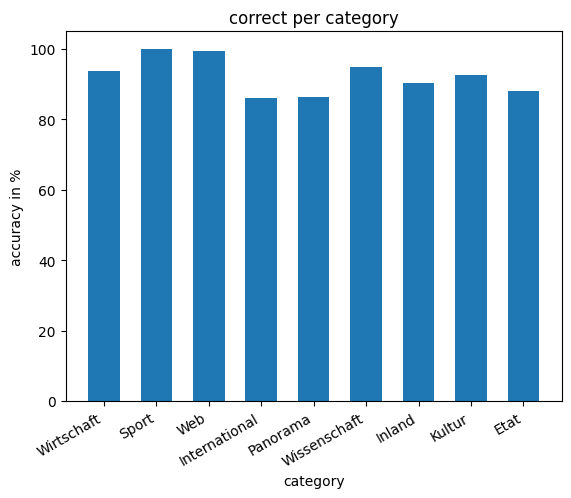 correct per category
accuracy in %
100
80
60
40
20
0
Wirtschaft
Sport
Web
International
Panorama
Wissenschaft
Inland
Kultur
Etat
category